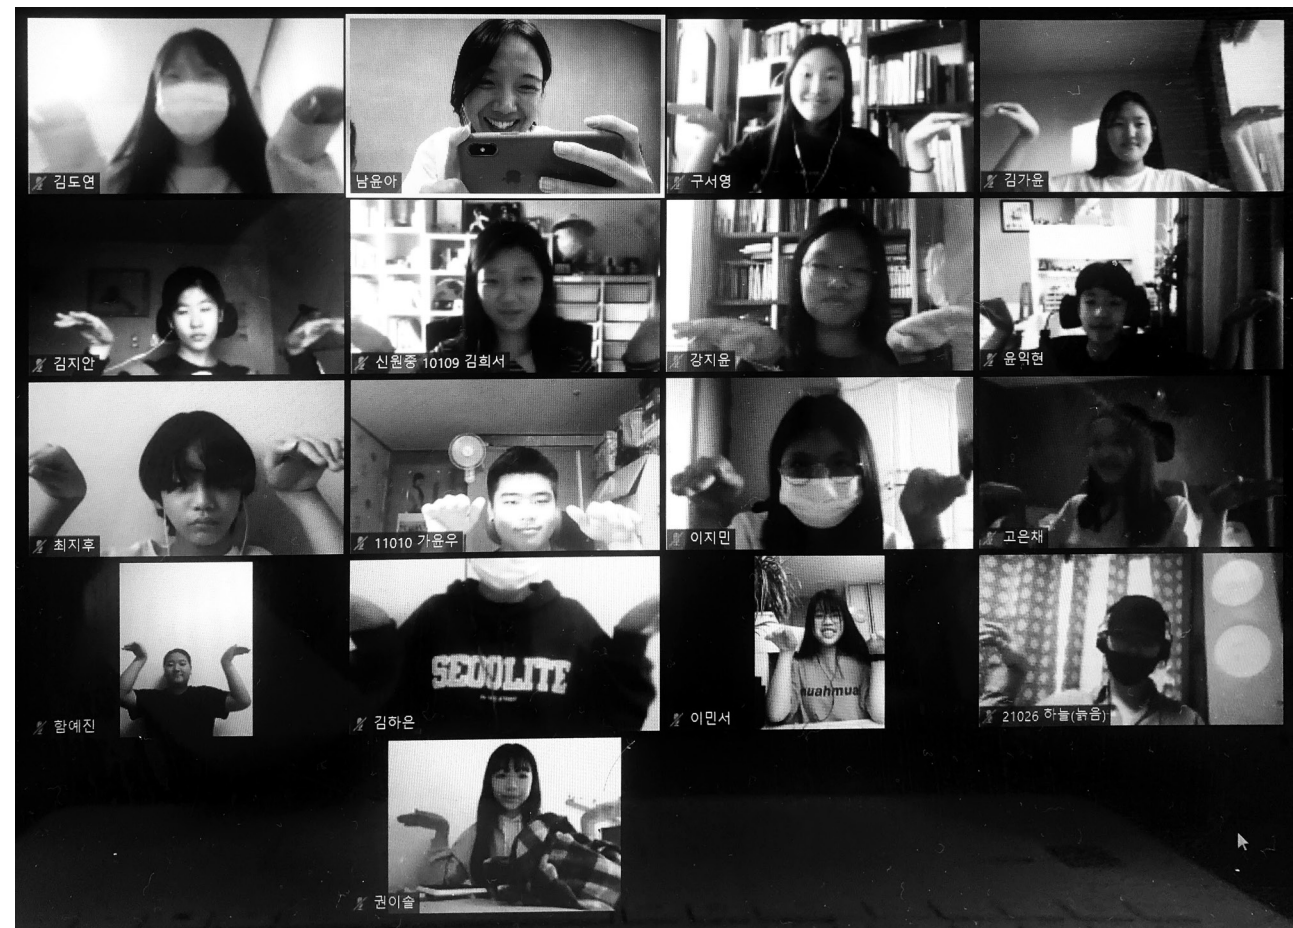 김도연
남윤아
구서영
김가윤
김지안
신원중 10109 김희서
강지윤
윤익현
최지후
11010 가윤우
이지민
고은채
함예진
김하은
SEOULITE
이민서
muahmuah
21026 하늘(늙음)
권이솔